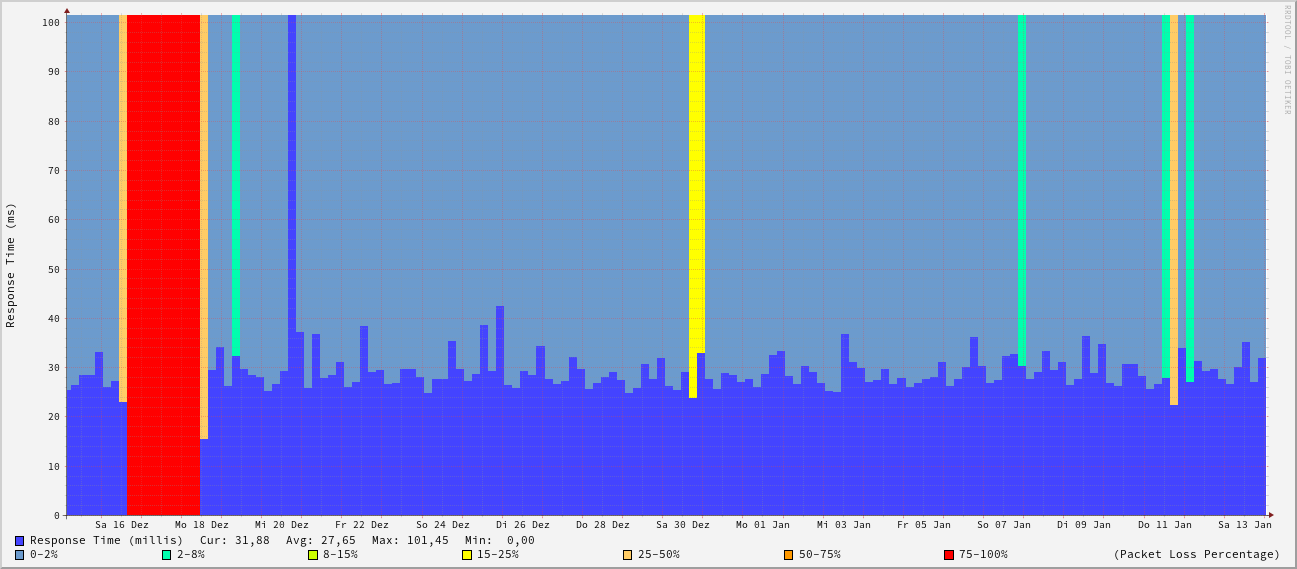 RRDTOOL / TOBI OETIKER
Response Time (ms)
100
90
80
70
60
50
40
30
20
10
0
Sa 16 Dez Mo 18 Dez Mi 20 Dez Fr 22 Dez So 24 Dez Di 26 Dez Do 28 Dez Sa 30 Dez Mo 01 Jan Mi 03 Jan Fr 05 Jan So 07 Jan Di 09 Jan Do 11 Jan Sa 13 Jan
Response Time (millis) Cur: 31,88 Avg: 27,65 Max: 101,45 Min: 0,00
0-2% 2-8% 8-15% 15-25% 25-50% 50-75% 75-100% (Packet Loss Percentage)